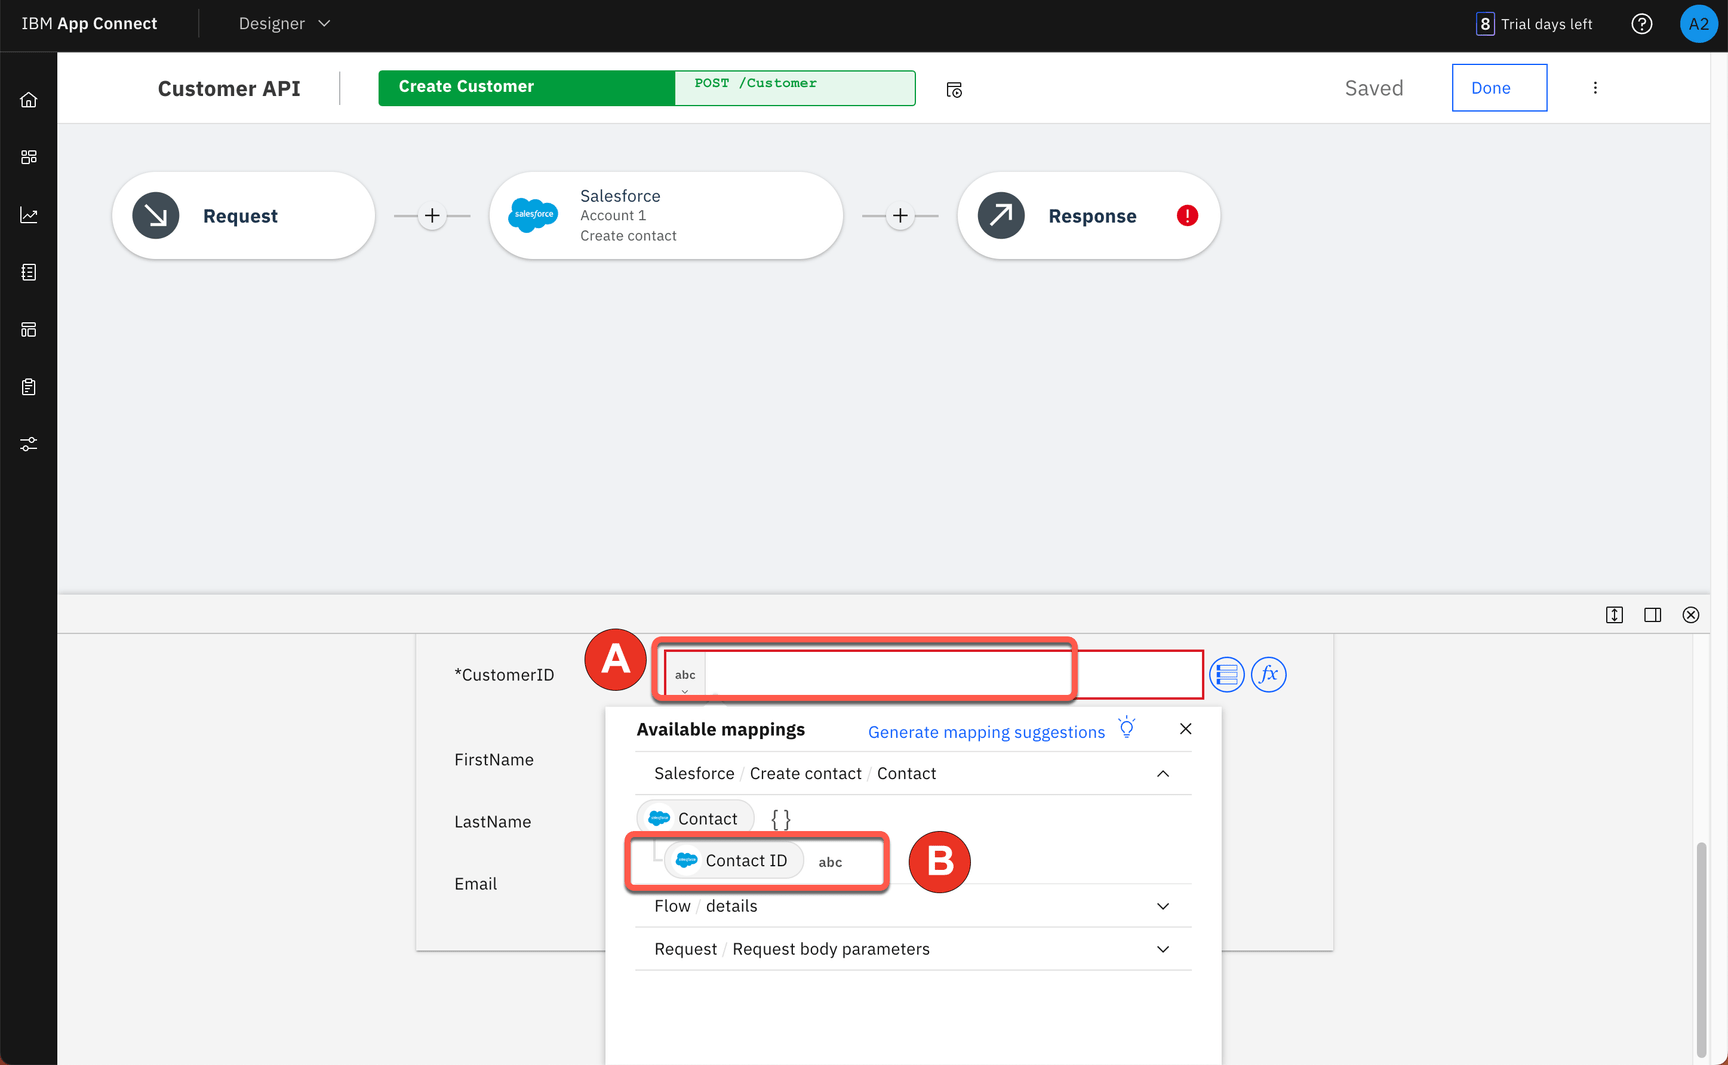 IBM App Connect
Designer
8 Trial days left
A2
Customer API
Create Customer
POST /Customer
Saved
Done
Request
salesforce
Salesforce
Account 1
Create contact
Response
*CustomerID
A
abc
fx
Available mappings
Generate mapping suggestions
Salesforce / Create contact / Contact
Contact { }
Contact ID abc
B
Flow / details
Request / Request body parameters
FirstName
LastName
Email